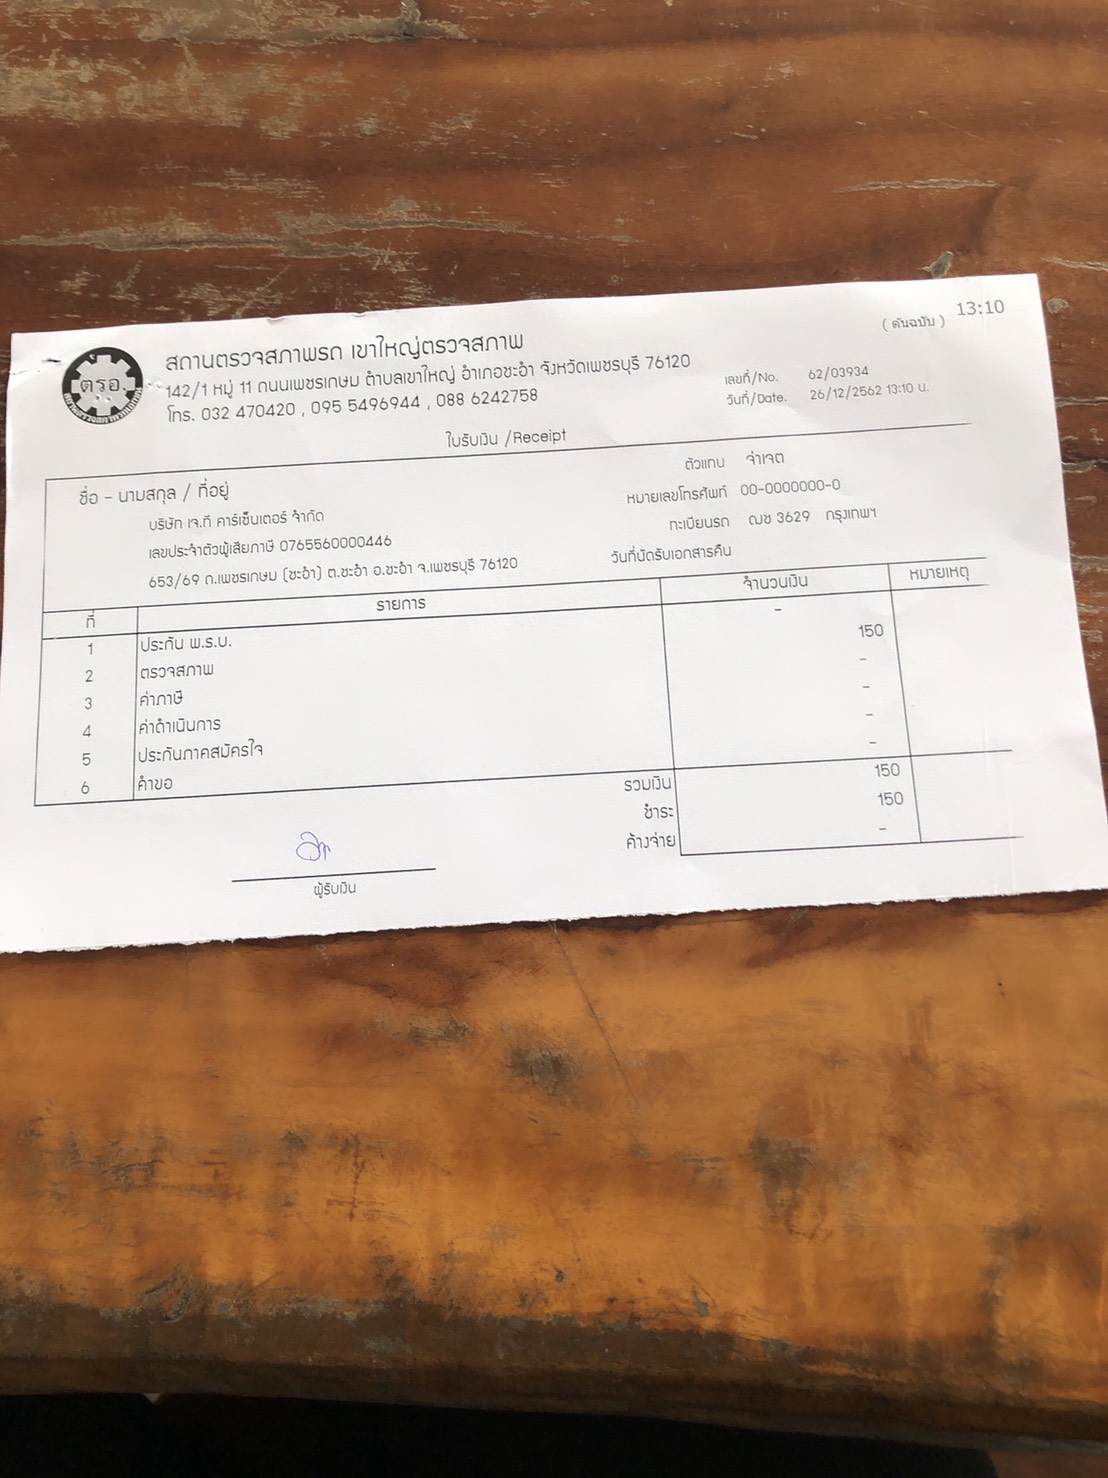 13:10
( ต้นฉบับ )
ตรอ.
สถานตรวจสภาพรถ เขาใหญ่ตรวจสภาพ
142/1 หมู่ 11 ถนนเพชรเกษม ตำบลเขาใหญ่ อำเภอชะอำ จังหวัดเพชรบุรี 76120
โทร. 032 470420 , 095 5496944 , 088 6242758
เลขที่/No. 62/03934
วันที่/Date. 26/12/2562 13:10 น.
ใบรับเงิน /Receipt
ชื่อ - นามสกุล / ที่อยู่
บริษัท เจ.ที คาร์เซ็นเตอร์ จำกัด
เลขประจำตัวผู้เสียภาษี 0765560000446
653/69 ถ.เพชรเกษม (ชะอำ) ต.ชะอำ อ.ชะอำ จ.เพชรบุรี 76120
ตัวแทน จ่าเจต
หมายเลขโทรศัพท์ 00-0000000-0
ทะเบียนรถ ฌช 3629 กรุงเทพฯ
วันที่นัดรับเอกสารคืน
ที่ รายการ จำนวนเงิน หมายเหตุ
1 ประกัน พ.ร.บ. -
2 ตรวจสภาพ 150
3 ค่าภาษี -
4 ค่าดำเนินการ -
5 ประกันภาคสมัครใจ -
6 คำขอ -
รวมเงิน 150
ชำระ 150
ค้างจ่าย -
ผู้รับเงิน